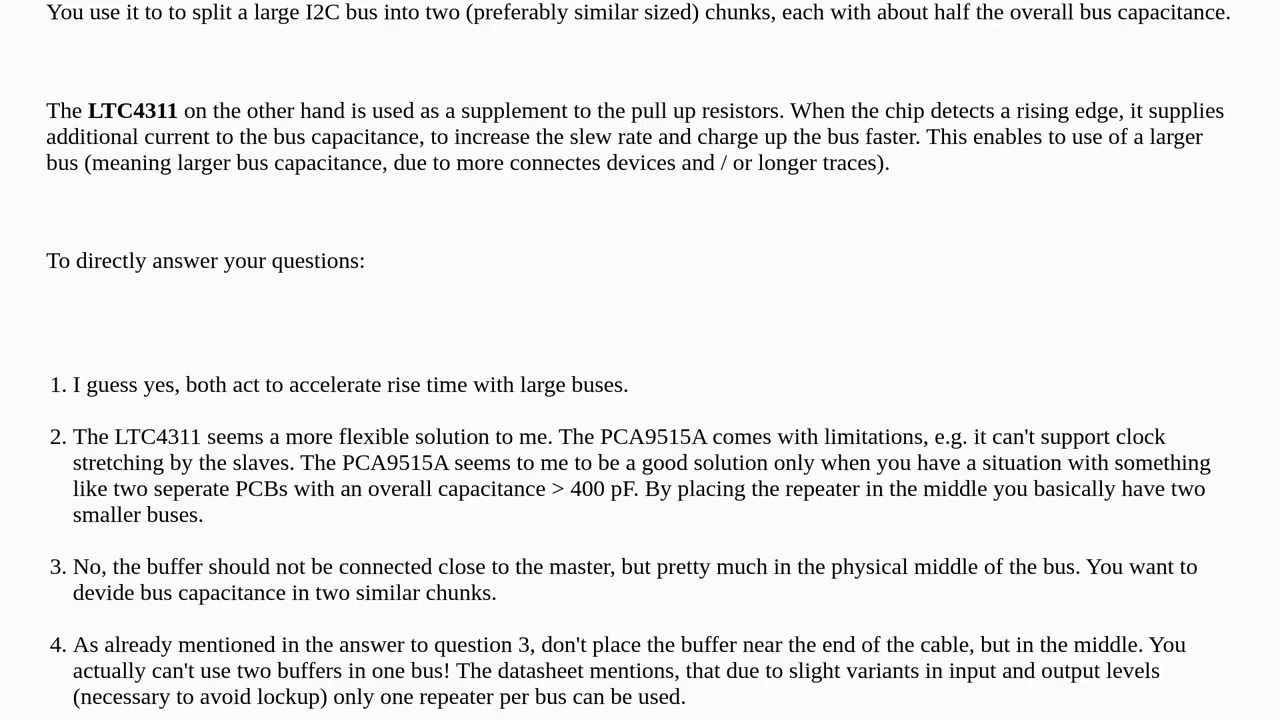 You use it to to split a large I2C bus into two (preferably similar sized) chunks, each with about half the overall bus capacitance.
The LTC4311 on the other hand is used as a supplement to the pull up resistors. When the chip detects a rising edge, it supplies
additional current to the bus capacitance, to increase the slew rate and charge up the bus faster. This enables to use of a larger
bus (meaning larger bus capacitance, due to more connectes devices and / or longer traces).
To directly answer your questions:
1. I guess yes, both act to accelerate rise time with large buses.
2. The LTC4311 seems a more flexible solution to me. The PCA9515A comes with limitations, e.g. it can't support clock
stretching by the slaves. The PCA9515A seems to me to be a good solution only when you have a situation with something
like two seperate PCBs with an overall capacitance > 400 pF. By placing the repeater in the middle you basically have two
smaller buses.
3. No, the buffer should not be connected close to the master, but pretty much in the physical middle of the bus. You want to
devide bus capacitance in two similar chunks.
4. As already mentioned in the answer to question 3, don't place the buffer near the end of the cable, but in the middle. You
actually can't use two buffers in one bus! The datasheet mentions, that due to slight variants in input and output levels
(necessary to avoid lockup) only one repeater per bus can be used.